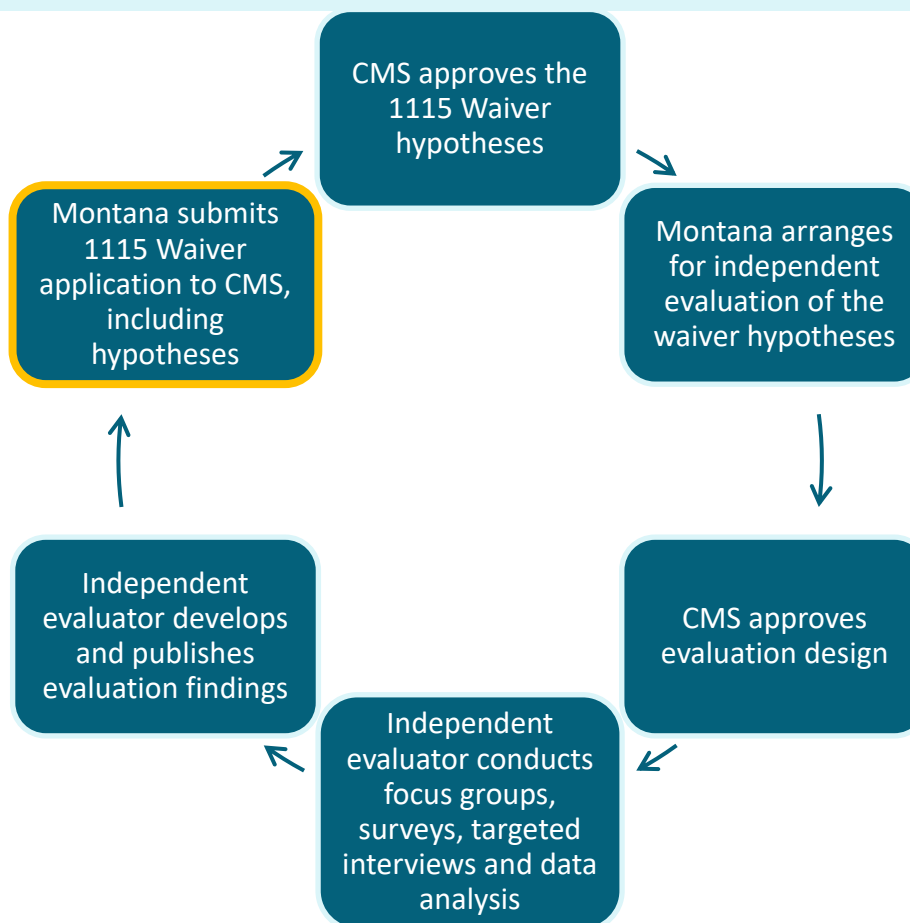 CMS approves the
1115 Waiver
hypotheses
Montana arranges
for independent
evaluation of the
waiver hypotheses
CMS approves
evaluation design
Independent
evaluator conducts
focus groups,
surveys, targeted
interviews and data
analysis
Independent
evaluator develops
and publishes
evaluation findings
Montana submits
1115 Waiver
application to CMS,
including
hypotheses